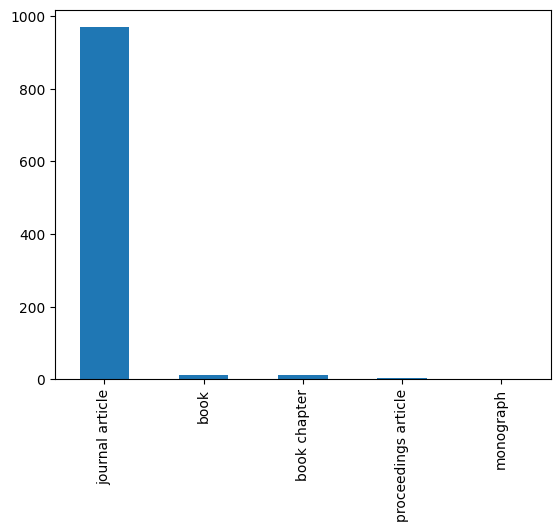 1000
800
600
400
200
0
journal article
book
book chapter
proceedings article
monograph